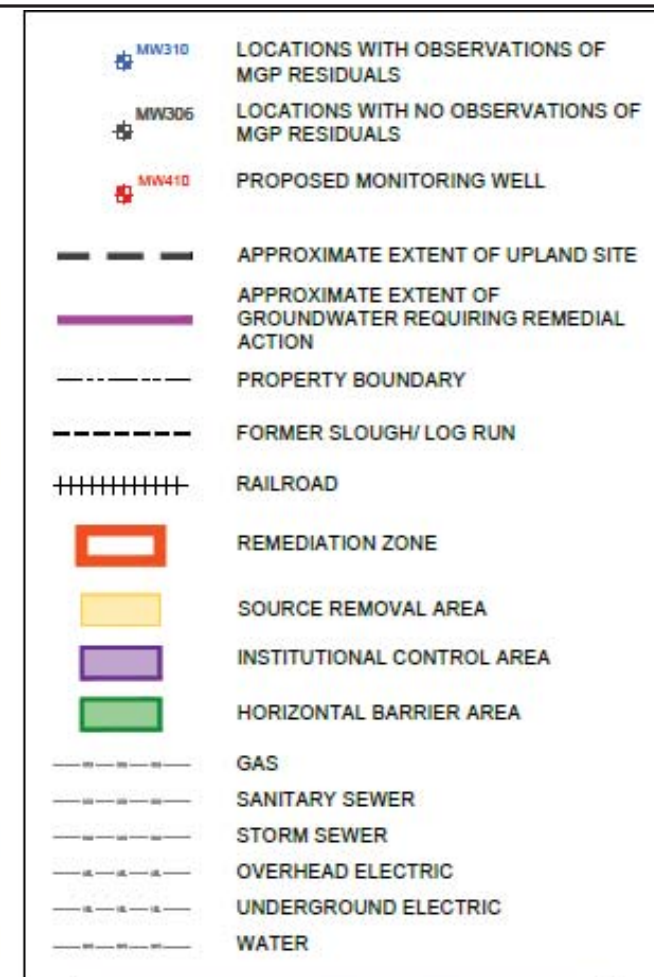 MW310 LOCATIONS WITH OBSERVATIONS OF
MGP RESIDUALS
MW306 LOCATIONS WITH NO OBSERVATIONS OF
MGP RESIDUALS
MW410 PROPOSED MONITORING WELL
APPROXIMATE EXTENT OF UPLAND SITE
APPROXIMATE EXTENT OF
GROUNDWATER REQUIRING REMEDIAL
ACTION
PROPERTY BOUNDARY
FORMER SLOUGH/ LOG RUN
RAILROAD
REMEDIATION ZONE
SOURCE REMOVAL AREA
INSTITUTIONAL CONTROL AREA
HORIZONTAL BARRIER AREA
GAS
SANITARY SEWER
STORM SEWER
OVERHEAD ELECTRIC
UNDERGROUND ELECTRIC
WATER